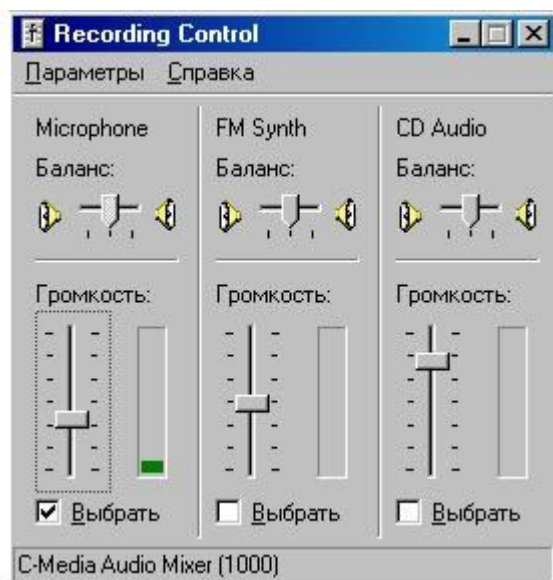 Recording Control
Параметры Справка
Microphone FM Synth CD Audio
Баланс: Баланс: Баланс:
Громкость: Громкость: Громкость:
Выбрать Выбрать Выбрать
C-Media Audio Mixer (1000)